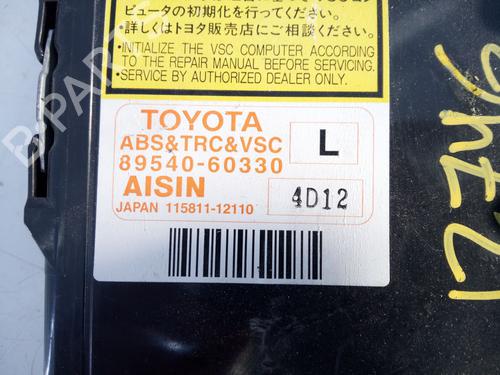 ピュータの初期化を行ってください。
詳しくはトヨタ販売店にご相談ください。
•INITIALIZE THE VSC COMPUTER ACCORDING
TO THE REPAIR MANUAL BEFORE SERVICING.
•SERVICE BY AUTHORIZED DEALER ONLY.
TOYOTA
ABS&TRC&VSC
89540-60330
L
AISIN
4D12
JAPAN 115811-12110
B-PARTS